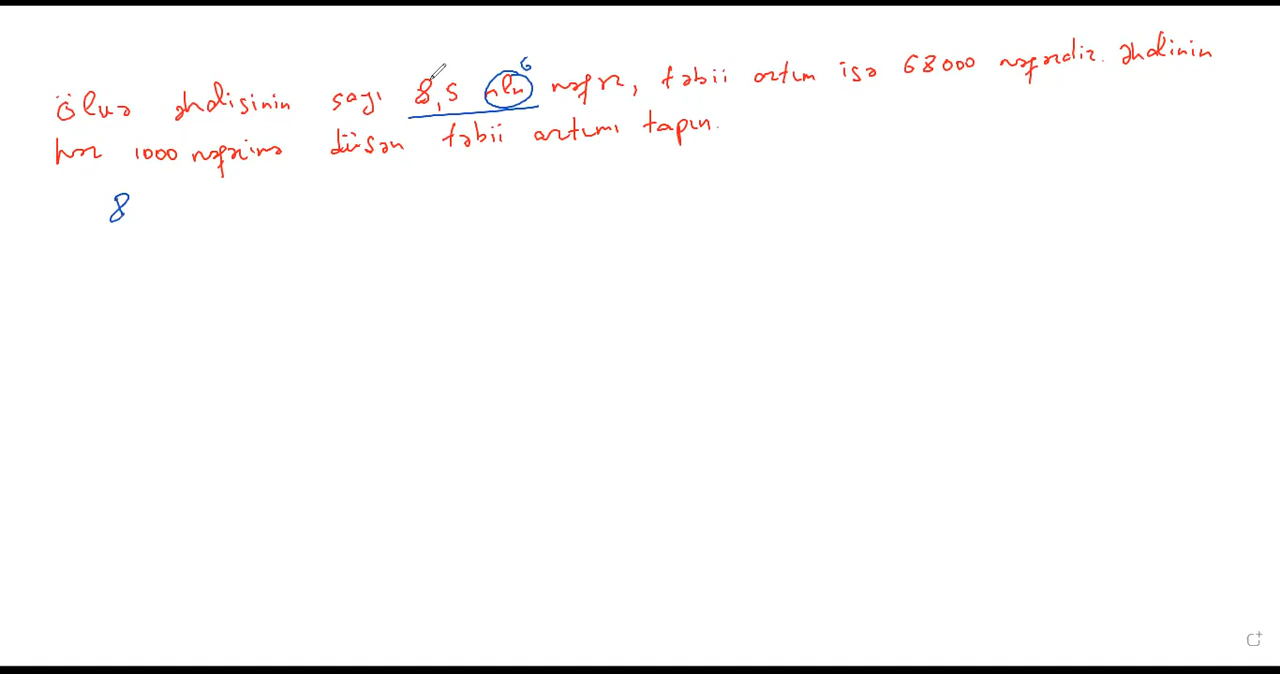 6
Ölkə əhalisinin sayı 8,5 mln nəfər, təbii artım isə 68000 nəfərdir. Əhalinin
hər 1000 nəfərinə düşən təbii artımı tapın.
8